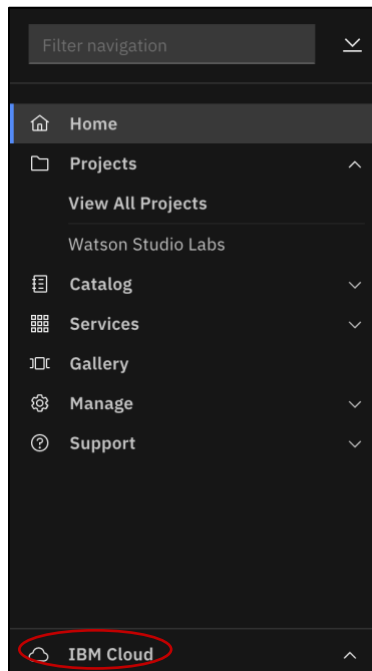 Filter navigation
Home
Projects
View All Projects
Watson Studio Labs
Catalog
Services
Gallery
Manage
Support
IBM Cloud